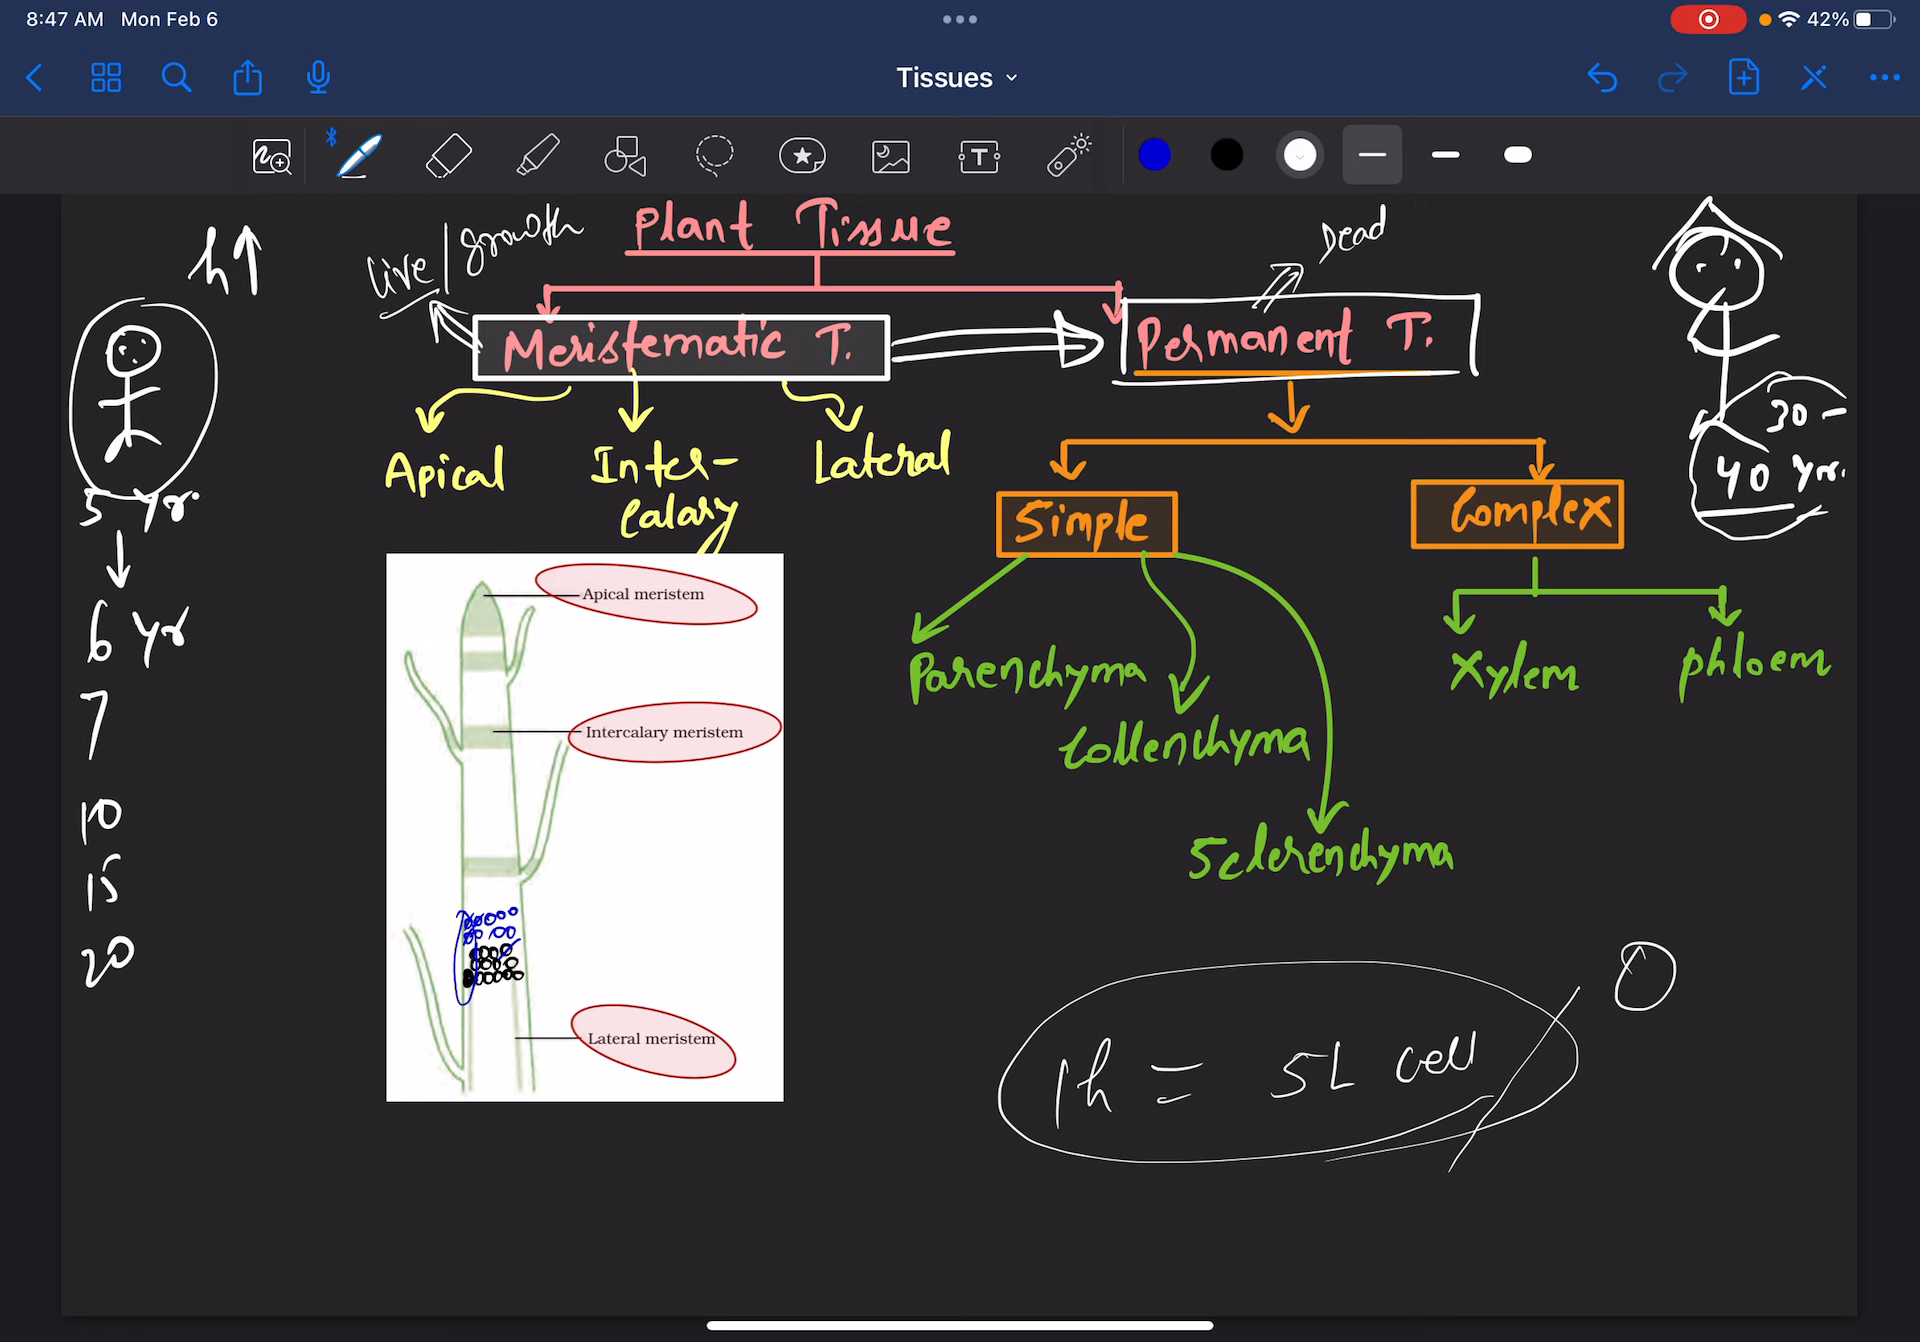 8:47 AM Mon Feb 6
42%
Tissues
T
Plant Tissue
h↑
live/growth
Dead
Meristematic T.
Permanent T.
Apical
Inter-
calary
Lateral
5 yr.
6 yr
7
10
15
20
30 -
40 yr.
Simple
Complex
Parenchyma
Collenchyma
Sclerenchyma
Xylem
phloem
Apical meristem
Intercalary meristem
Lateral meristem
1h = 5L cell